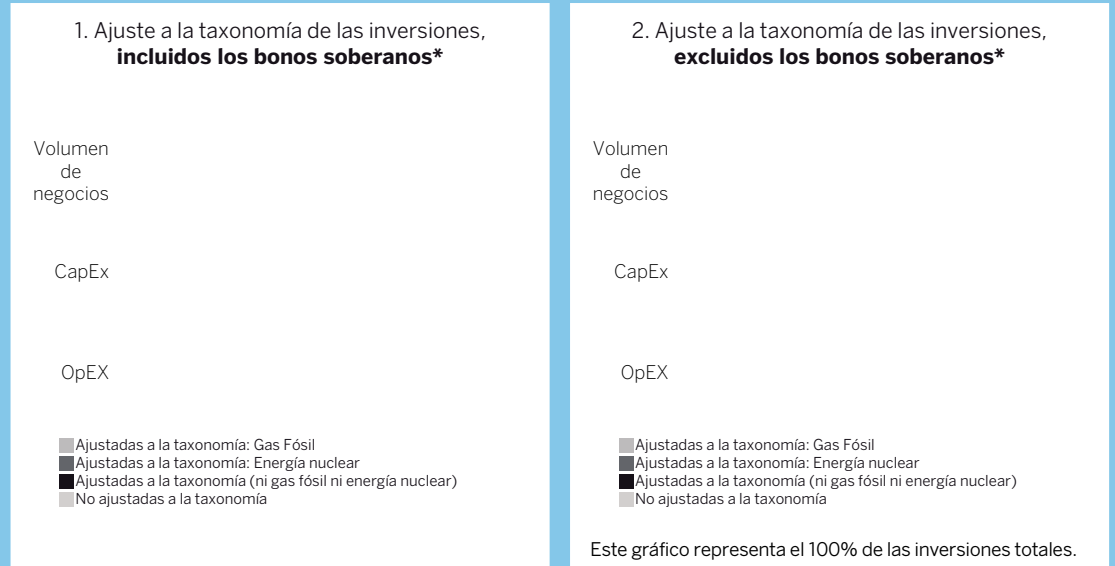 1. Ajuste a la taxonomía de las inversiones,
incluidos los bonos soberanos*
Volumen
de
negocios
CapEx
OpEX
Ajustadas a la taxonomía: Gas Fósil
Ajustadas a la taxonomía: Energía nuclear
Ajustadas a la taxonomía (ni gas fósil ni energía nuclear)
No ajustadas a la taxonomía
2. Ajuste a la taxonomía de las inversiones,
excluidos los bonos soberanos*
Volumen
de
negocios
CapEx
OpEX
Ajustadas a la taxonomía: Gas Fósil
Ajustadas a la taxonomía: Energía nuclear
Ajustadas a la taxonomía (ni gas fósil ni energía nuclear)
No ajustadas a la taxonomía
Este gráfico representa el 100% de las inversiones totales.